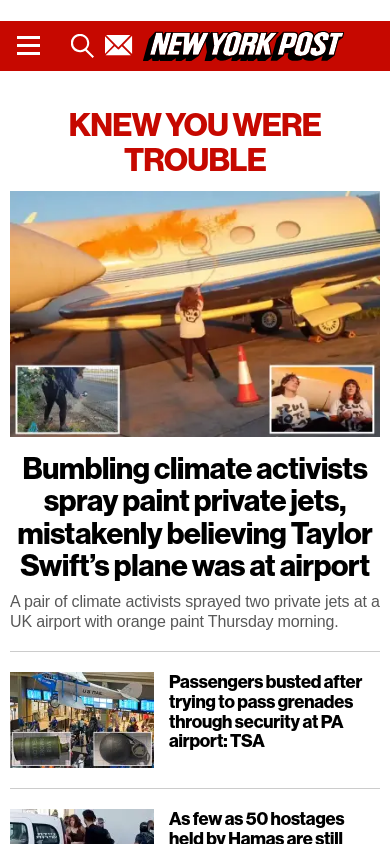 NEW YORK POST
KNEW YOU WERE
TROUBLE
Bumbling climate activists
spray paint private jets,
mistakenly believing Taylor
Swift’s plane was at airport
A pair of climate activists sprayed two private jets at a
UK airport with orange paint Thursday morning.
Passengers busted after
trying to pass grenades
through security at PA
airport: TSA
As few as 50 hostages
held by Hamas are still